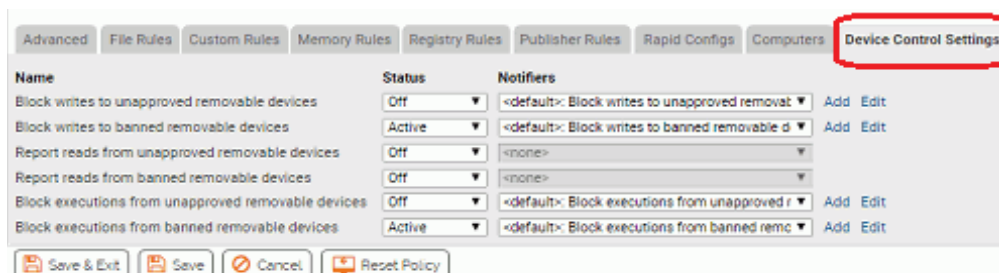 Advanced File Rules Custom Rules Memory Rules Registry Rules Publisher Rules Rapid Configs Computers Device Control Settings
Name Status Notifiers
Block writes to unapproved removable devices Off <default>: Block writes to unapproved removat Add Edit
Block writes to banned removable devices Active <default>: Block writes to banned removable d Add Edit
Report reads from unapproved removable devices Off <none>
Report reads from banned removable devices Off <none>
Block executions from unapproved removable devices Off <default>: Block executions from unapproved r Add Edit
Block executions from banned removable devices Active <default>: Block executions from banned remc Add Edit
Save & Exit Save Cancel Reset Policy